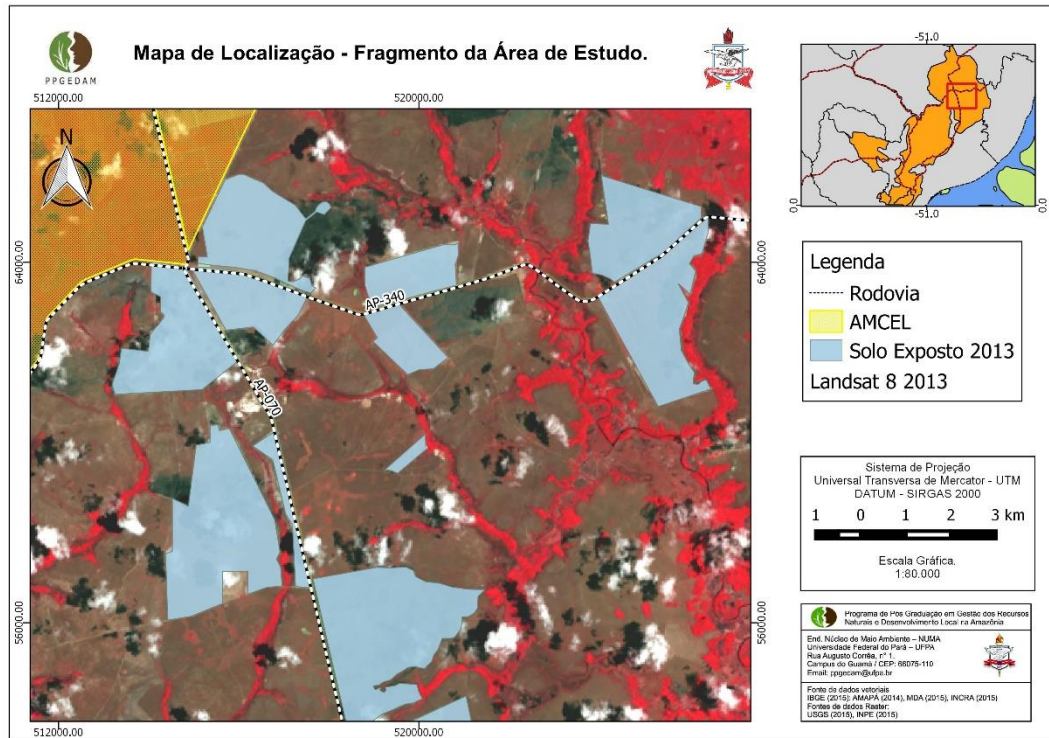 PPGEDAM
Mapa de Localização - Fragmento da Área de Estudo.
512000.00
520000.00
N
64000.00
56000.00
AP-340
AP-070
64000.00
56000.00
512000.00
520000.00
-51.0
0.0
0.0
-51.0
Legenda
Rodovia
AMCEL
Solo Exposto 2013
Landsat 8 2013
Sistema de Projeção
Universal Transversa de Mercator - UTM
DATUM - SIRGAS 2000
1 0 1 2 3 km
Escala Gráfica.
1:80.000
Programa de Pós Graduação em Gestão dos Recursos
Naturais e Desenvolvimento Local na Amazônia
End. Núcleo de Maio Ambiente – NUMA
Universidade Federal do Pará - UFPA
Rua Augusto Corrêa, nº 1.
Campus do Guamá / CEP: 66075-110
Email: ppgecam@ufpa.br
Fonte de dados vetoriais
IBGE (2015); AMAPÁ (2014), MDA (2015), INCRA (2015)
Fontes de dados Raster:
USGS (2015), INPE (2015)